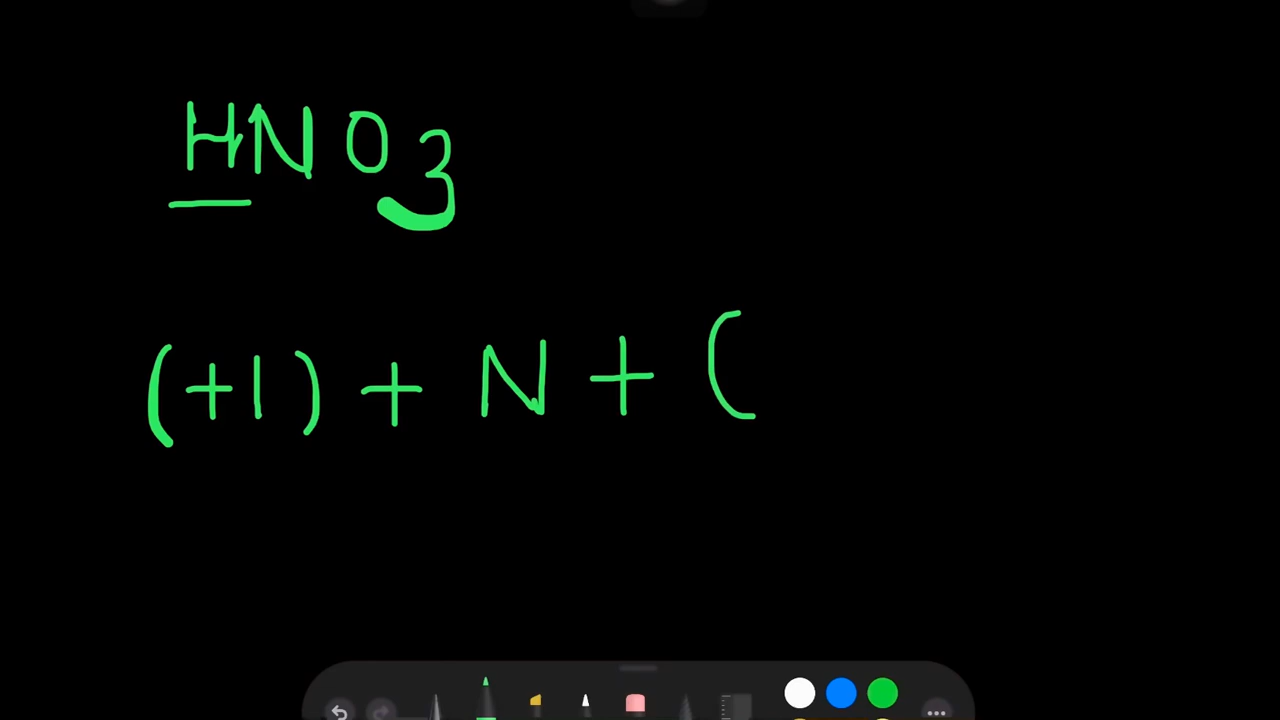 HNO3
(+1) + N + (